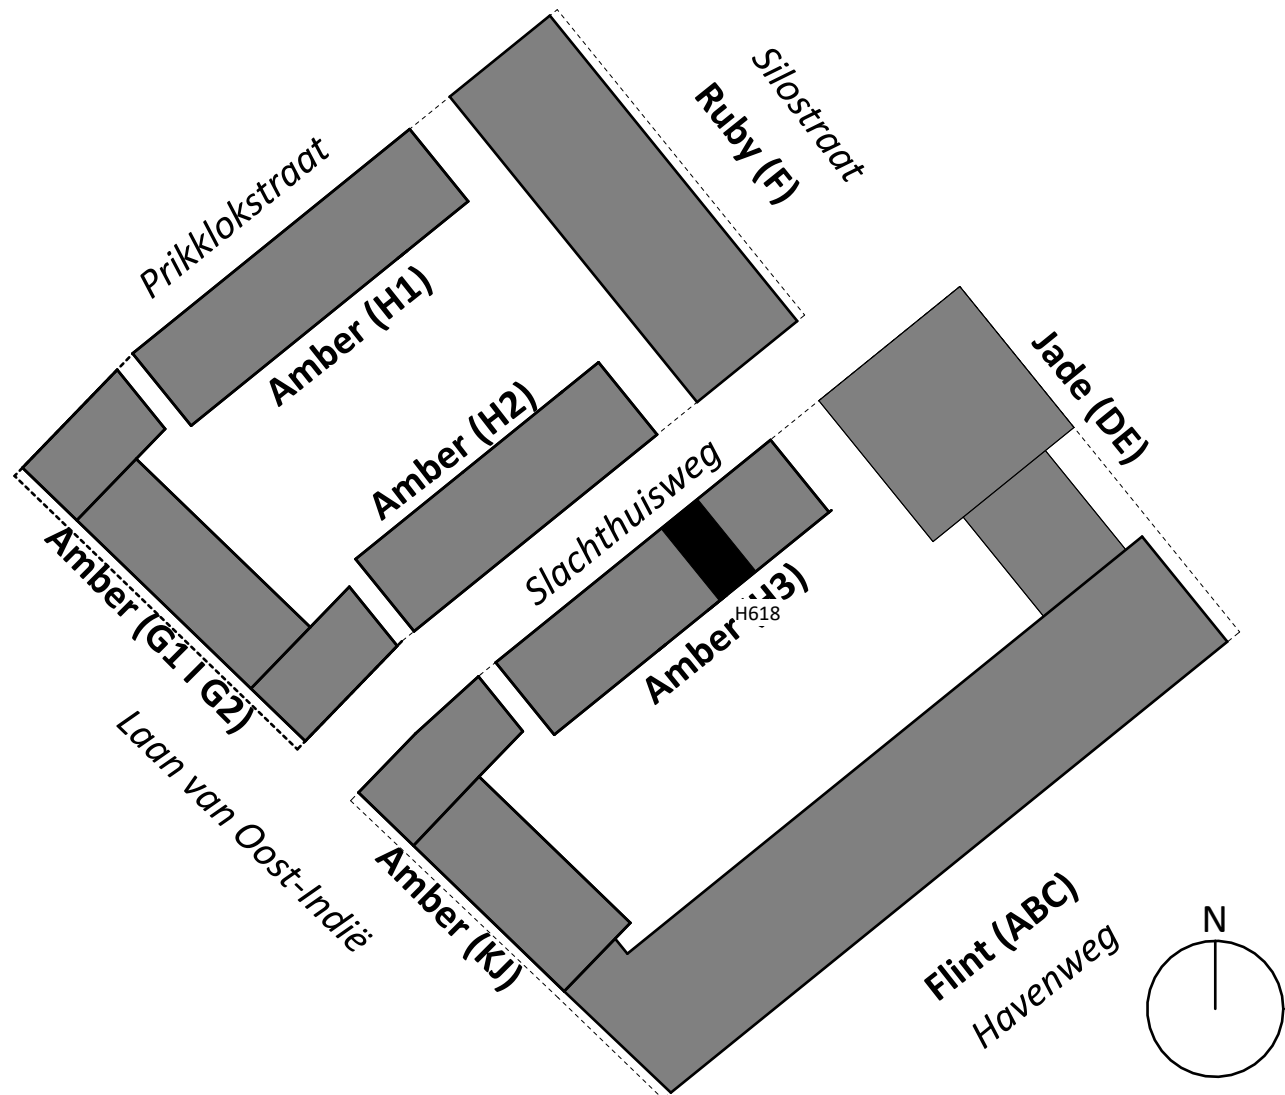 Silostraat
Ruby (F)
Prikklokstraat
Amber (H1)
Jade (DE)
Amber (H2)
Slachthuisweg
Amber (H3)
H618
Amber (G1 I G2)
Laan van Oost-Indië
Amber (KJ)
Flint (ABC)
Havenweg
N